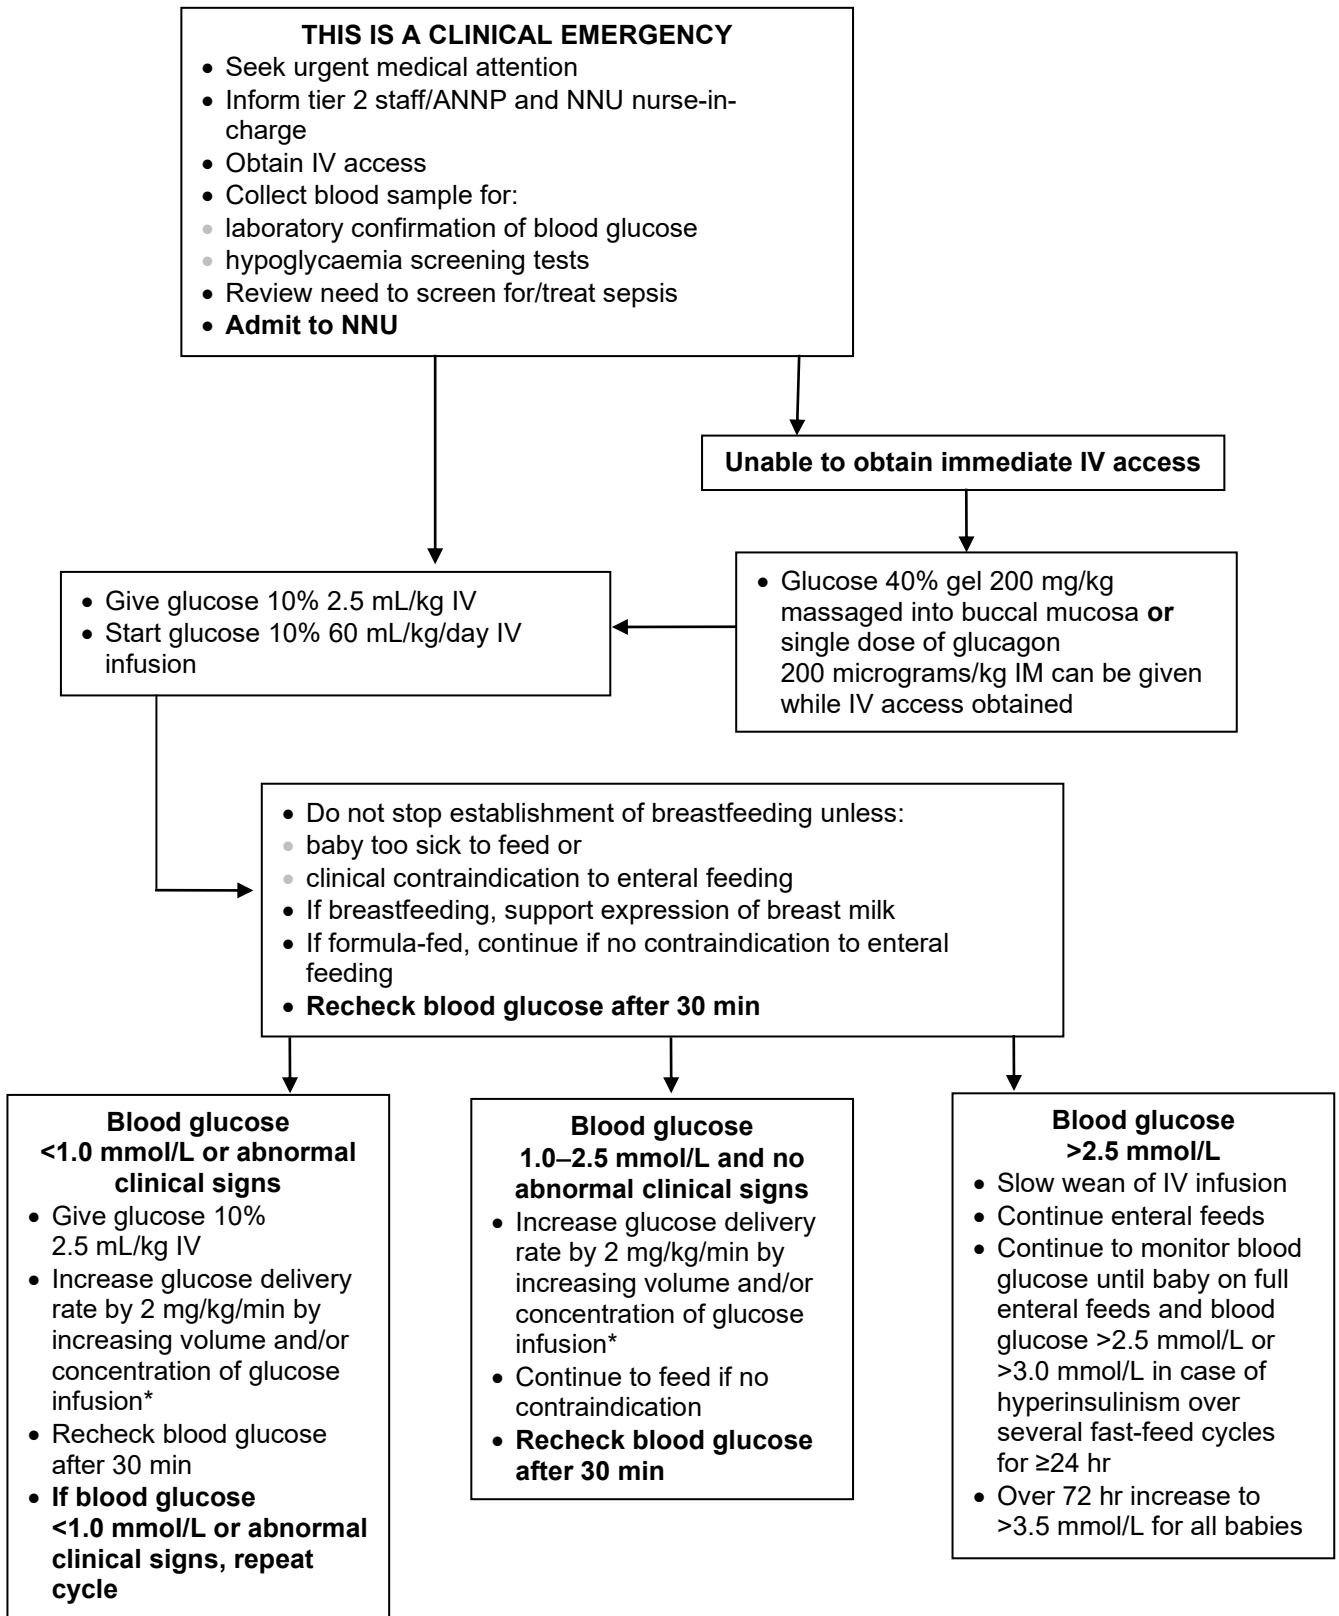 THIS IS A CLINICAL EMERGENCY
• Seek urgent medical attention
• Inform tier 2 staff/ANNP and NNU nurse-in-
charge
• Obtain IV access
• Collect blood sample for:
• laboratory confirmation of blood glucose
• hypoglycaemia screening tests
• Review need to screen for/treat sepsis
• Admit to NNU
Unable to obtain immediate IV access
• Give glucose 10% 2.5 mL/kg IV
• Start glucose 10% 60 mL/kg/day IV
infusion
• Glucose 40% gel 200 mg/kg
massaged into buccal mucosa or
single dose of glucagon
200 micrograms/kg IM can be given
while IV access obtained
• Do not stop establishment of breastfeeding unless:
• baby too sick to feed or
• clinical contraindication to enteral feeding
• If breastfeeding, support expression of breast milk
• If formula-fed, continue if no contraindication to enteral
feeding
• Recheck blood glucose after 30 min
Blood glucose
<1.0 mmol/L or abnormal
clinical signs
• Give glucose 10%
2.5 mL/kg IV
• Increase glucose delivery
rate by 2 mg/kg/min by
increasing volume and/or
concentration of glucose
infusion*
• Recheck blood glucose
after 30 min
• If blood glucose
<1.0 mmol/L or abnormal
clinical signs, repeat
cycle
Blood glucose
1.0–2.5 mmol/L and no
abnormal clinical signs
• Increase glucose delivery
rate by 2 mg/kg/min by
increasing volume and/or
concentration of glucose
infusion*
• Continue to feed if no
contraindication
• Recheck blood glucose
after 30 min
Blood glucose
>2.5 mmol/L
• Slow wean of IV infusion
• Continue enteral feeds
• Continue to monitor blood
glucose until baby on full
enteral feeds and blood
glucose >2.5 mmol/L or
>3.0 mmol/L in case of
hyperinsulinism over
several fast-feed cycles
for ≥24 hr
• Over 72 hr increase to
>3.5 mmol/L for all babies